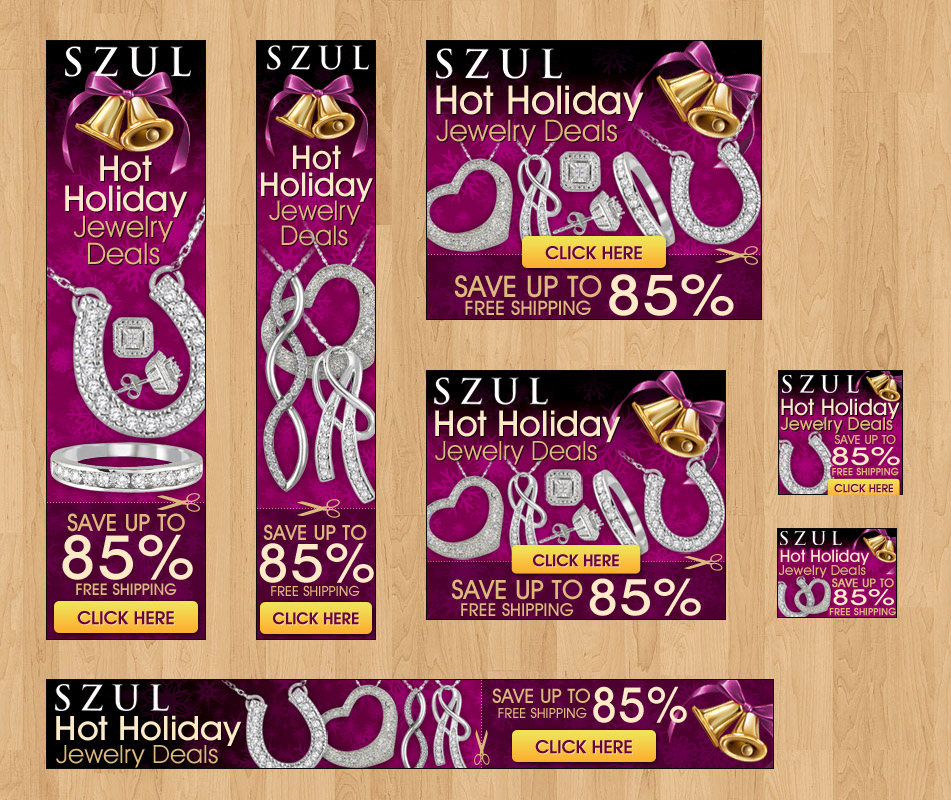 SZUL
Hot
Holiday
Jewelry
Deals
SAVE UP TO
85%
FREE SHIPPING
CLICK HERE
SZUL
Hot
Holiday
Jewelry
Deals
SAVE UP TO
85%
FREE SHIPPING
CLICK HERE
SZUL
Hot Holiday
Jewelry Deals
CLICK HERE
SAVE UP TO
FREE SHIPPING
85%
SZUL
Hot Holiday
Jewelry Deals
CLICK HERE
SAVE UP TO
FREE SHIPPING
85%
SZUL
Hot Holiday
Jewelry Deals
SAVE UP TO
85%
FREE SHIPPING
CLICK HERE
SZUL
Hot Holiday
Jewelry Deals
SAVE UP TO
85%
FREE SHIPPING
SZUL
Hot Holiday
Jewelry Deals
SAVE UP TO
FREE SHIPPING
85%
CLICK HERE